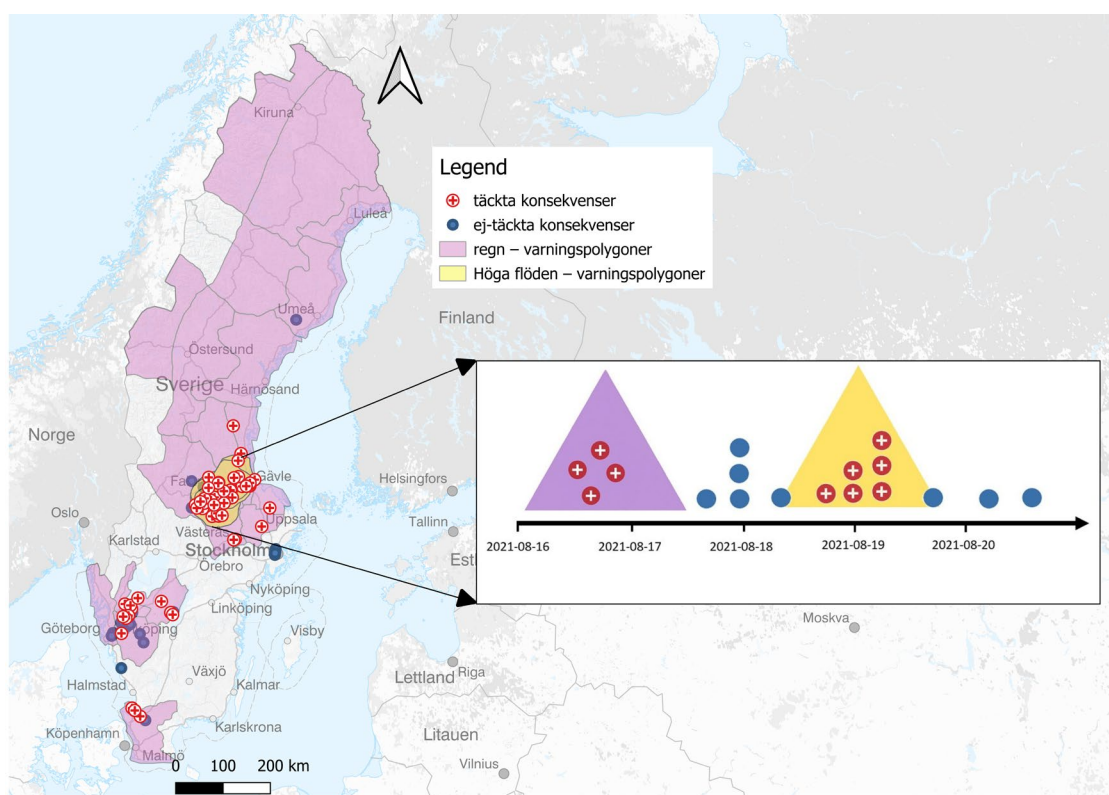 Kiruna
Luleå
Legend
täckta konsekvenser
ej-täckta konsekvenser
regn – varningspolygoner
Höga flöden – varningspolygoner
Umeå
Finland
Östersund
Sverige
Härnösand
Norge
Gävle
Helsingfors
Oslo
Uppsala
Tallinn
Västerås
Karlstad
Stockholm
Örebro
2021-08-16
2021-08-17
2021-08-18
2021-08-19
2021-08-20
Nyköping
Linköping
Göteborg
Visby
Moskva
Växjö
Lettland
Riga
Halmstad
Kalmar
Karlskrona
Köpenhamn
Litauen
Malmö
Vilnius
0 100 200 km